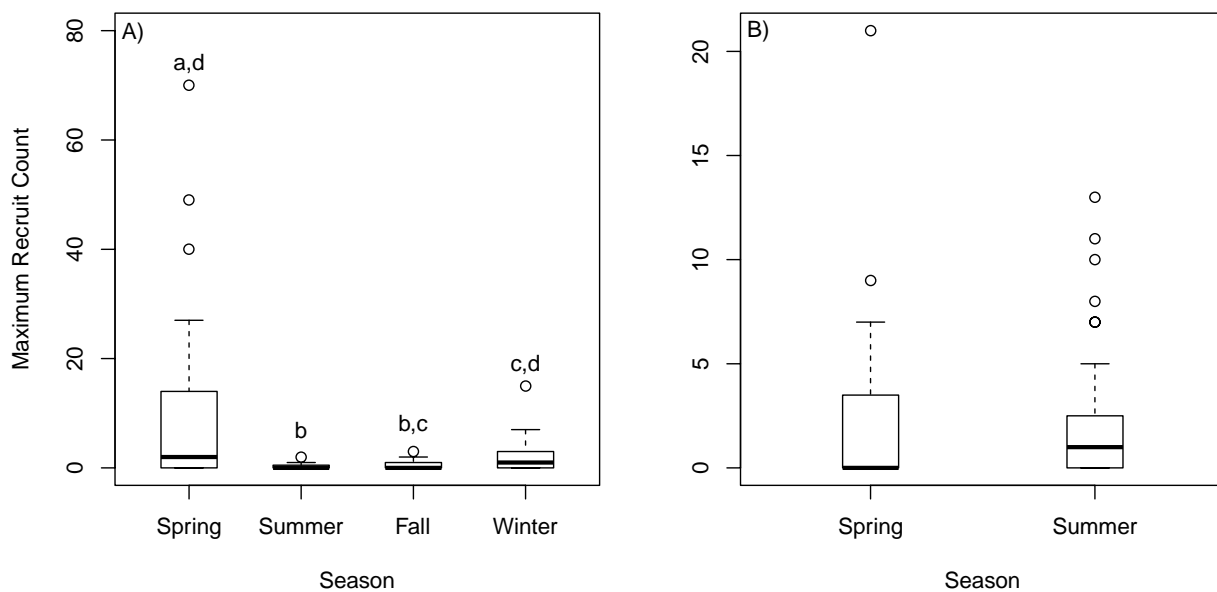 A)
80
60
40
20
0
Maximum Recruit Count
a,d
b
b,c
c,d
Spring Summer Fall Winter
Season
B)
20
15
10
5
0
Spring Summer
Season